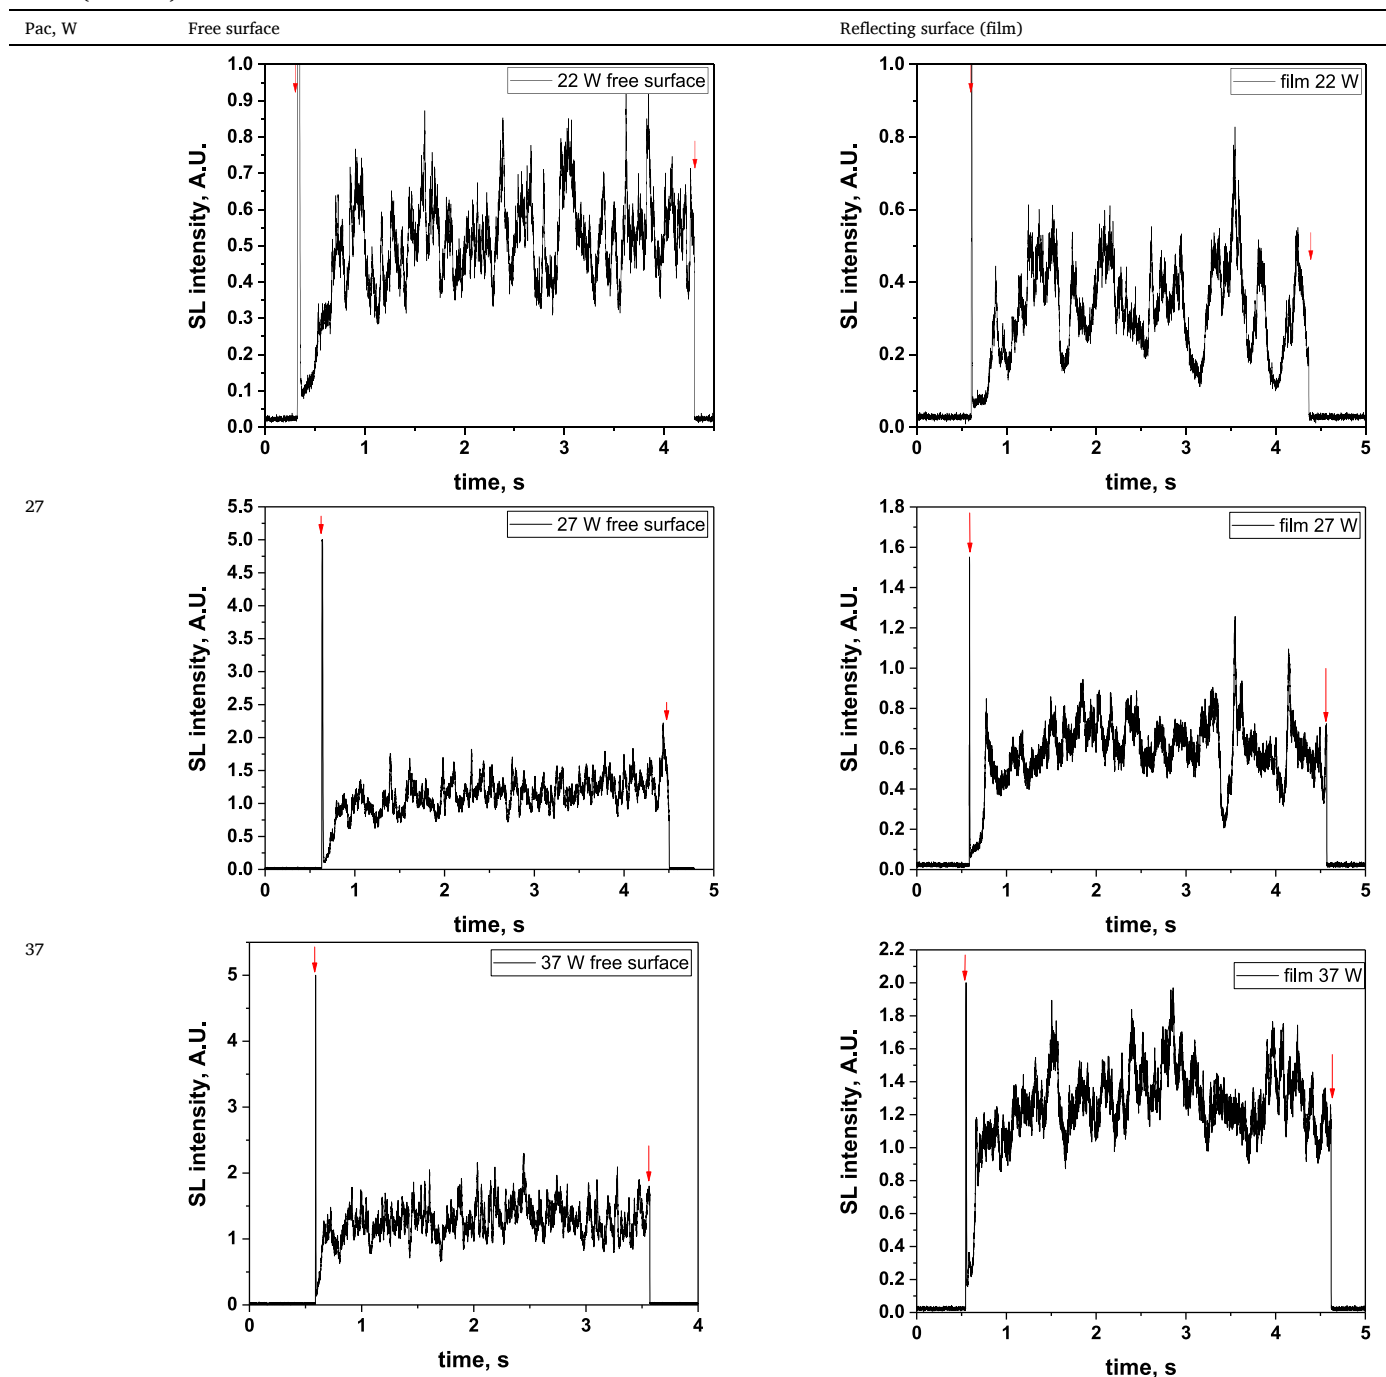 Pac, W Free surface Reflecting surface (film)
1.0
0.9
0.8
0.7
0.6
0.5
0.4
0.3
0.2
0.1
0.0
SL intensity, A.U.
22 W free surface
0 1 2 3 4
time, s
1.0
0.8
0.6
0.4
0.2
0.0
SL intensity, A.U.
film 22 W
0 1 2 3 4 5
time, s
27
5.5
5.0
4.5
4.0
3.5
3.0
2.5
2.0
1.5
1.0
0.5
0.0
SL intensity, A.U.
27 W free surface
0 1 2 3 4 5
time, s
1.8
1.6
1.4
1.2
1.0
0.8
0.6
0.4
0.2
0.0
SL intensity, A.U.
film 27 W
0 1 2 3 4 5
time, s
37
5
4
3
2
1
0
SL intensity, A.U.
37 W free surface
0 1 2 3 4
time, s
2.2
2.0
1.8
1.6
1.4
1.2
1.0
0.8
0.6
0.4
0.2
0.0
SL intensity, A.U.
film 37 W
0 1 2 3 4 5
time, s